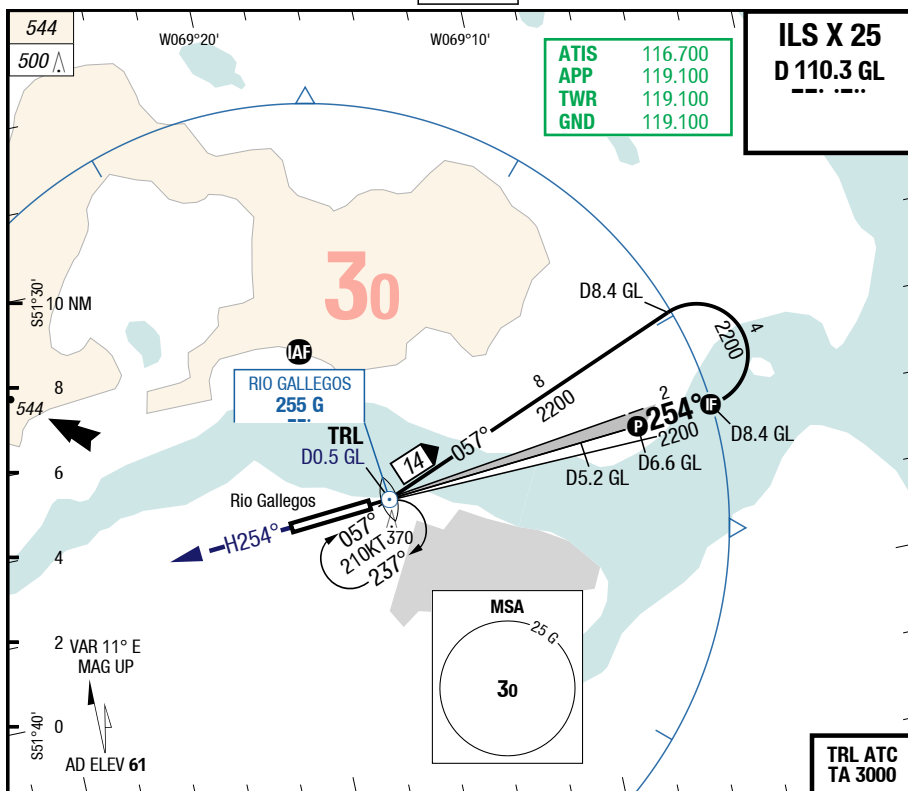 544
500
W069°20'
W069°10'
ATIS 116.700
APP 119.100
TWR 119.100
GND 119.100
ILS X 25
D 110.3 GL
S51°30'
10 NM
30
D8.4 GL
4
2200
IAF
8
2200
RIO GALLEGOS
255 G
8
544
2
254°
IF
P
2200
D8.4 GL
TRL
D0.5 GL
14
057°
D6.6 GL
D5.2 GL
6
Rio Gallegos
H254°
057°
210KT
370
237°
4
MSA
25 G
30
2
VAR 11° E
MAG UP
S51°40'
0
AD ELEV 61
TRL ATC
TA 3000